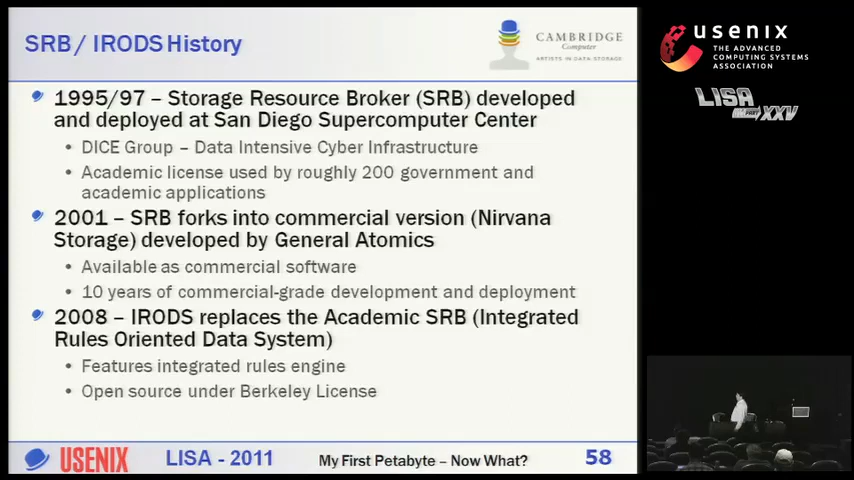 SRB / IRODS History
CAMBRIDGE
Computer
ARTISTS IN DATA STORAGE
1995/97 – Storage Resource Broker (SRB) developed
and deployed at San Diego Supercomputer Center
• DICE Group – Data Intensive Cyber Infrastructure
• Academic license used by roughly 200 government and
academic applications
2001 – SRB forks into commercial version (Nirvana
Storage) developed by General Atomics
• Available as commercial software
• 10 years of commercial-grade development and deployment
2008 – IRODS replaces the Academic SRB (Integrated
Rules Oriented Data System)
• Features integrated rules engine
• Open source under Berkeley License
USENIX LISA - 2011 My First Petabyte – Now What? 58
usenix
THE ADVANCED
COMPUTING SYSTEMS
ASSOCIATION
LISA
XXV